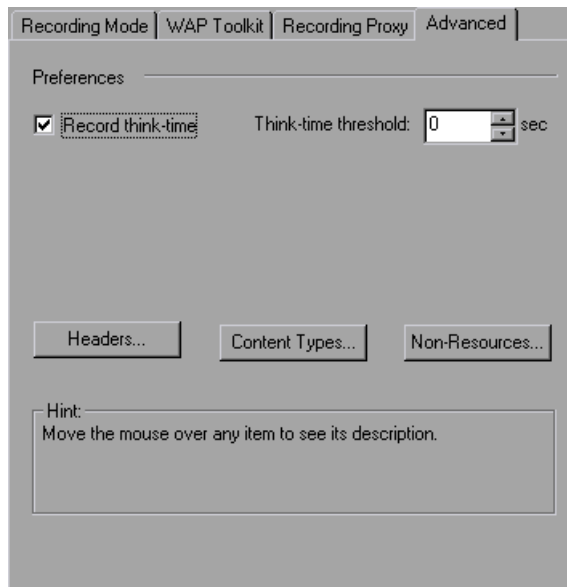 Recording Mode WAP Toolkit Recording Proxy Advanced
Preferences
Record think-time Think-time threshold: 0 sec
Headers... Content Types... Non-Resources...
Hint:
Move the mouse over any item to see its description.